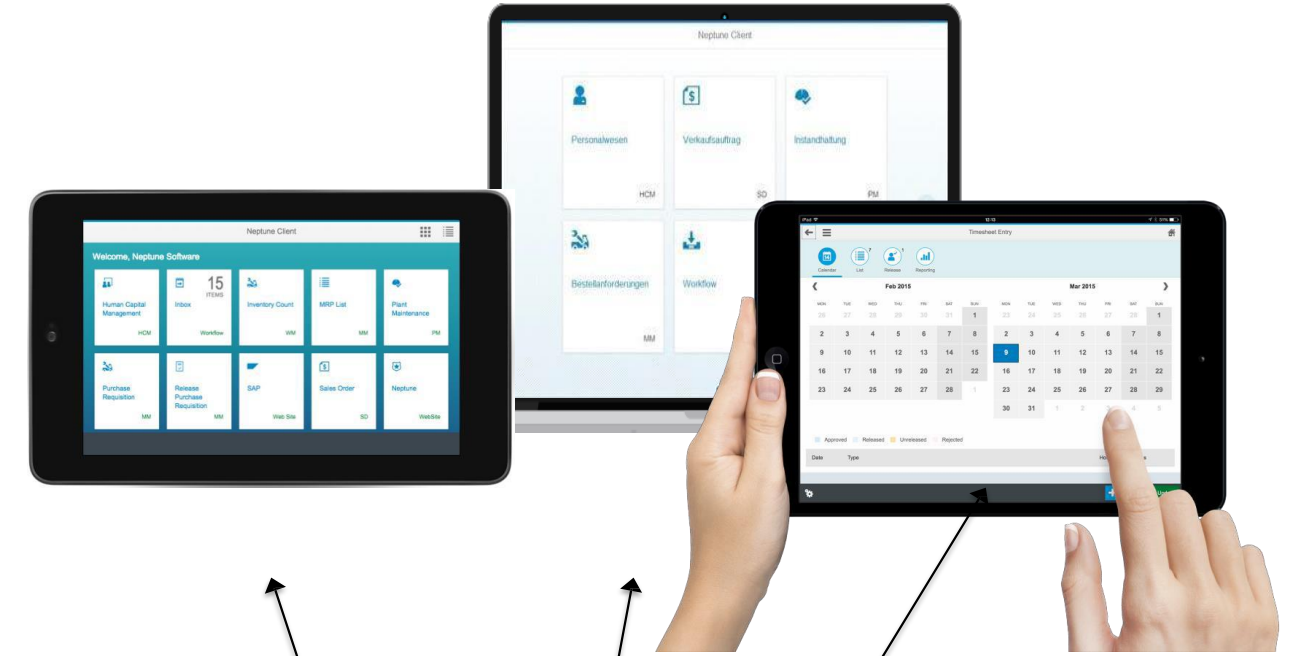 Neptune Client
Personalwesen
HCM
Verkaufsauftrag
SD
Instandhaltung
PM
Bestellanforderungen
MM
Workflow
Neptune Client
Welcome, Neptune Software
Human Capital
Management
HCM
15
ITEMS
Inbox
Workflow
Inventory Count
WM
MRP List
MM
Plant
Maintenance
PM
Purchase
Requisition
MM
Release
Purchase
Requisition
MM
SAP
Web Site
Sales Order
SD
Neptune
WebSite
iPad
12:13
Timesheet Entry
Calendar
7
List
1
Release
Reporting
Feb 2015
MON TUE WED THU FRI SAT SUN
26 27 28 29 30 31 1
2 3 4 5 6 7 8
9 10 11 12 13 14 15
16 17 18 19 20 21 22
23 24 25 26 27 28 1
Mar 2015
MON TUE WED THU FRI SAT SUN
23 24 25 26 27 28 1
2 3 4 5 6 7 8
9 10 11 12 13 14 15
16 17 18 19 20 21 22
23 24 25 26 27 28 29
30 31 1 2 3 4 5
Approved Released Unreleased Rejected
Date Type